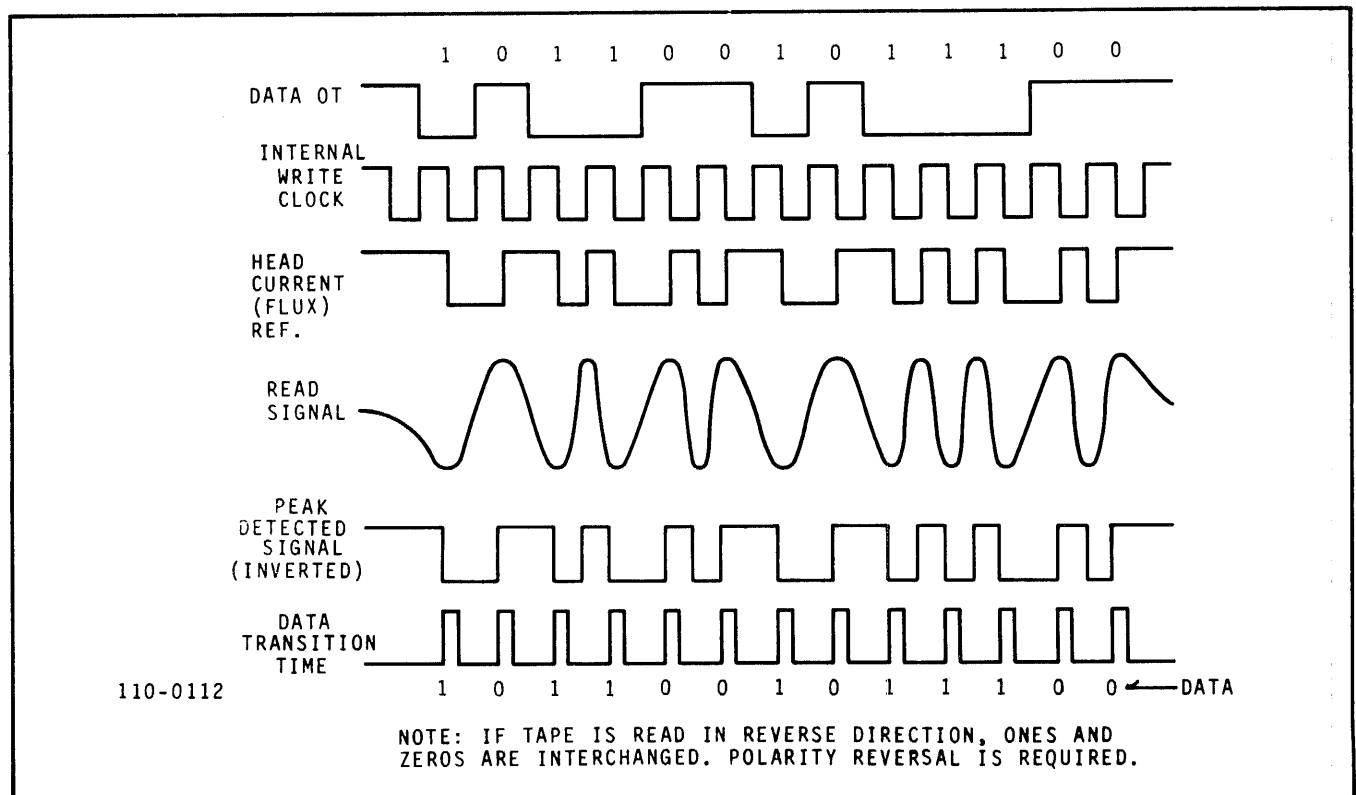 1 0 1 1 0 0 1 0 1 1 1 0 0
DATA OT
INTERNAL
WRITE
CLOCK
HEAD
CURRENT
(FLUX)
REF.
READ
SIGNAL
PEAK
DETECTED
SIGNAL
(INVERTED)
DATA
TRANSITION
TIME
110-0112
1 0 1 1 0 0 1 0 1 1 1 0 0 DATA
NOTE: IF TAPE IS READ IN REVERSE DIRECTION, ONES AND
ZEROS ARE INTERCHANGED. POLARITY REVERSAL IS REQUIRED.